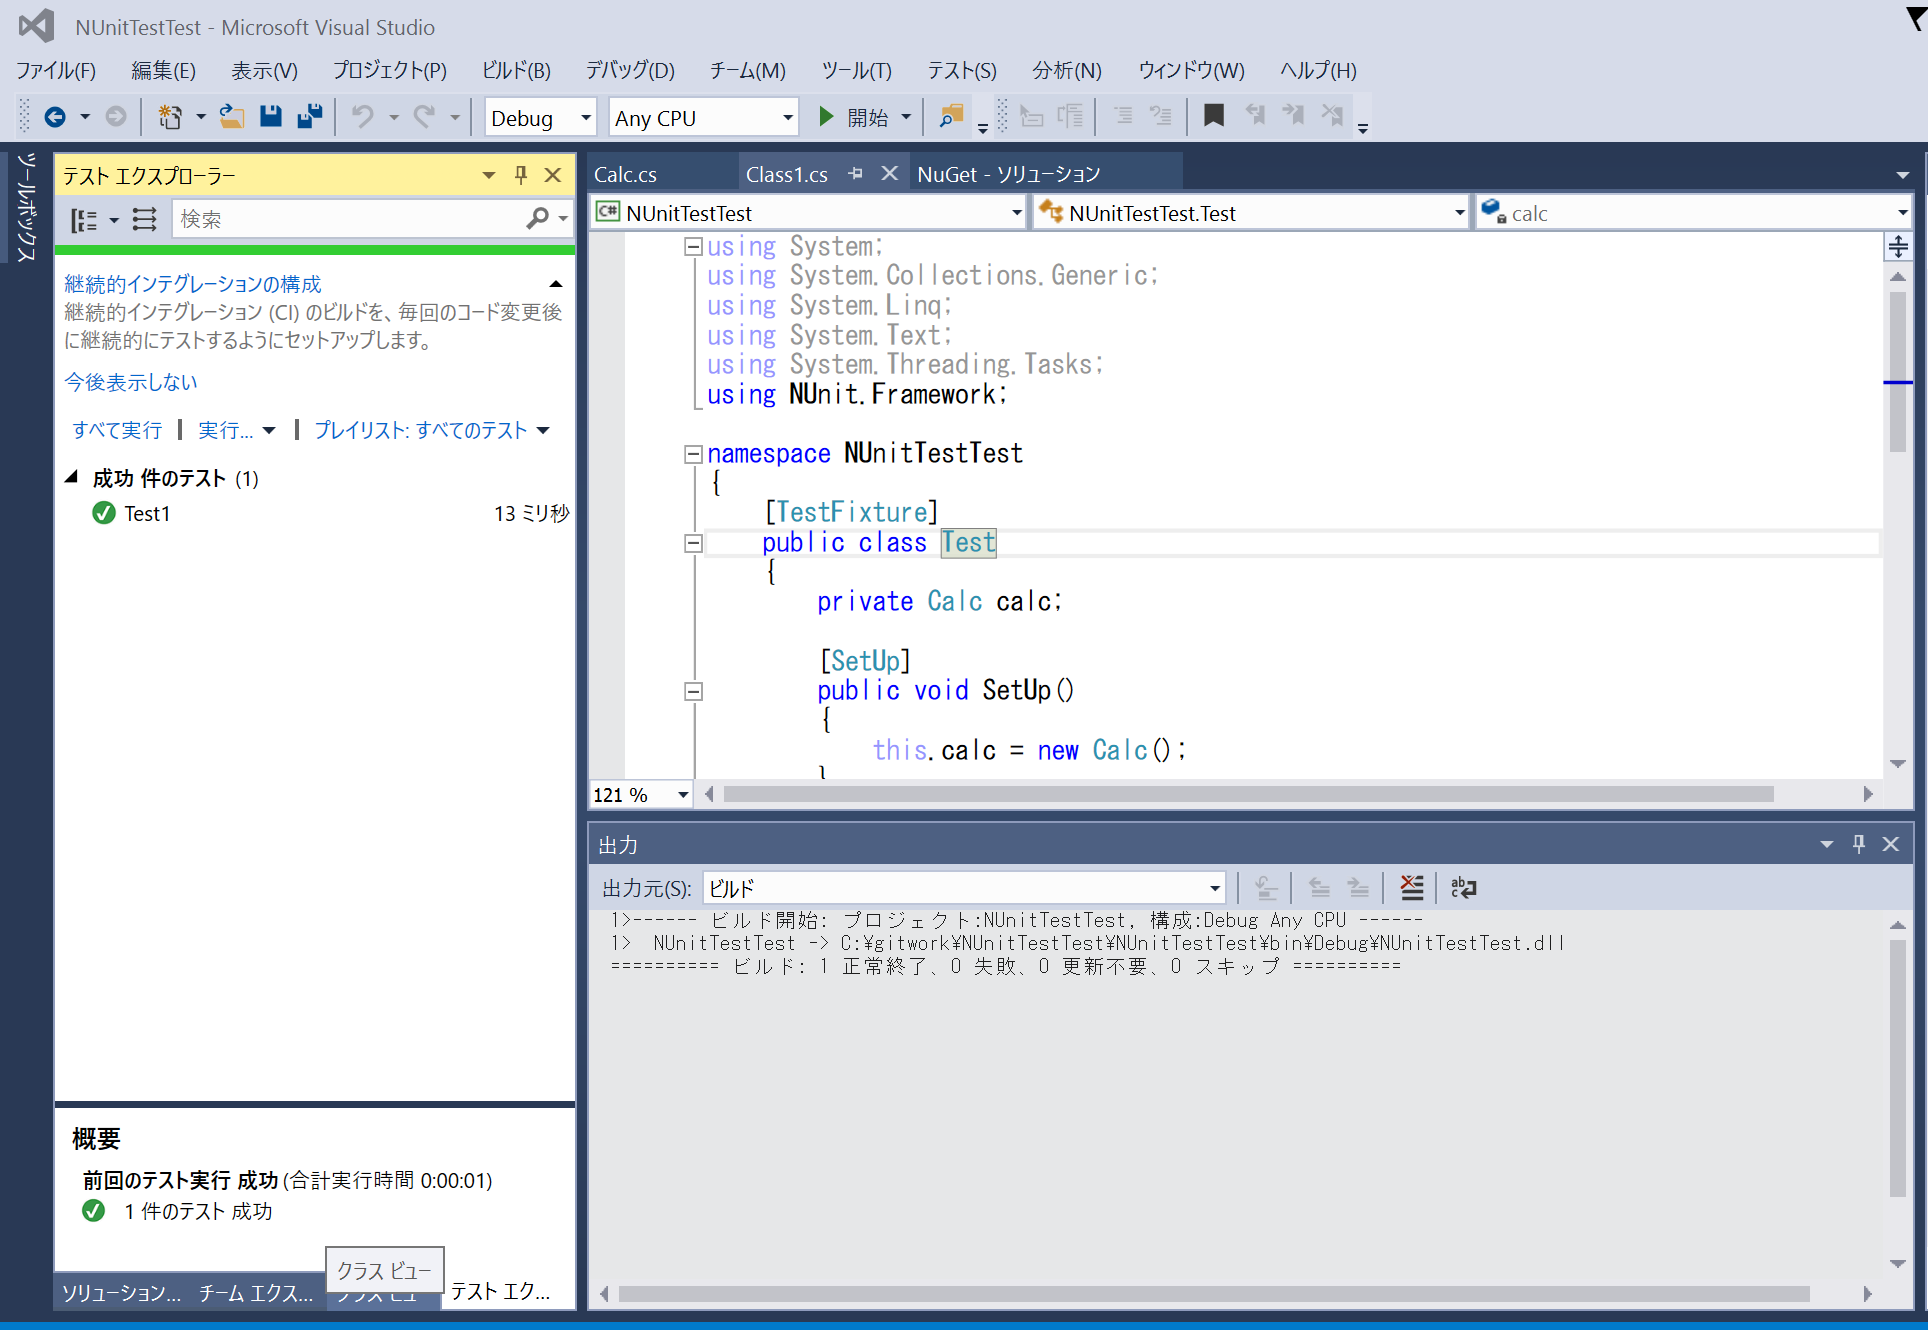 NUnitTestTest - Microsoft Visual Studio
ファイル(F) 編集(E) 表示(V) プロジェクト(P) ビルド(B) デバッグ(D) チーム(M) ツール(T) テスト(S) 分析(N) ウィンドウ(W) ヘルプ(H)
Debug Any CPU 開始
ツールボックス
テスト エクスプローラー
検索
継続的インテグレーションの構成
継続的インテグレーション (CI) のビルドを、毎回のコード変更後
に継続的にテストするようにセットアップします。
今後表示しない
すべて実行 | 実行... | プレイリスト: すべてのテスト
成功 件のテスト (1)
Test1 13 ミリ秒
概要
前回のテスト実行 成功 (合計実行時間 0:00:01)
1 件のテスト 成功
クラス ビュー
ソリューション... チーム エクス... クラス ビュー テスト エク...
Calc.cs Class1.cs NuGet - ソリューション
C# NUnitTestTest NUnitTestTest.Test calc
using System;
using System.Collections.Generic;
using System.Linq;
using System.Text;
using System.Threading.Tasks;
using NUnit.Framework;
namespace NUnitTestTest
{
[TestFixture]
public class Test
{
private Calc calc;
[SetUp]
public void SetUp()
{
this.calc = new Calc();
}
121 %
出力
出力元(S): ビルド
1>------ ビルド開始: プロジェクト:NUnitTestTest, 構成:Debug Any CPU ------
1>  NUnitTestTest -> C:¥gitwork¥NUnitTestTest¥NUnitTestTest¥bin¥Debug¥NUnitTestTest.dll
========== ビルド: 1 正常終了、0 失敗、0 更新不要、0 スキップ ==========